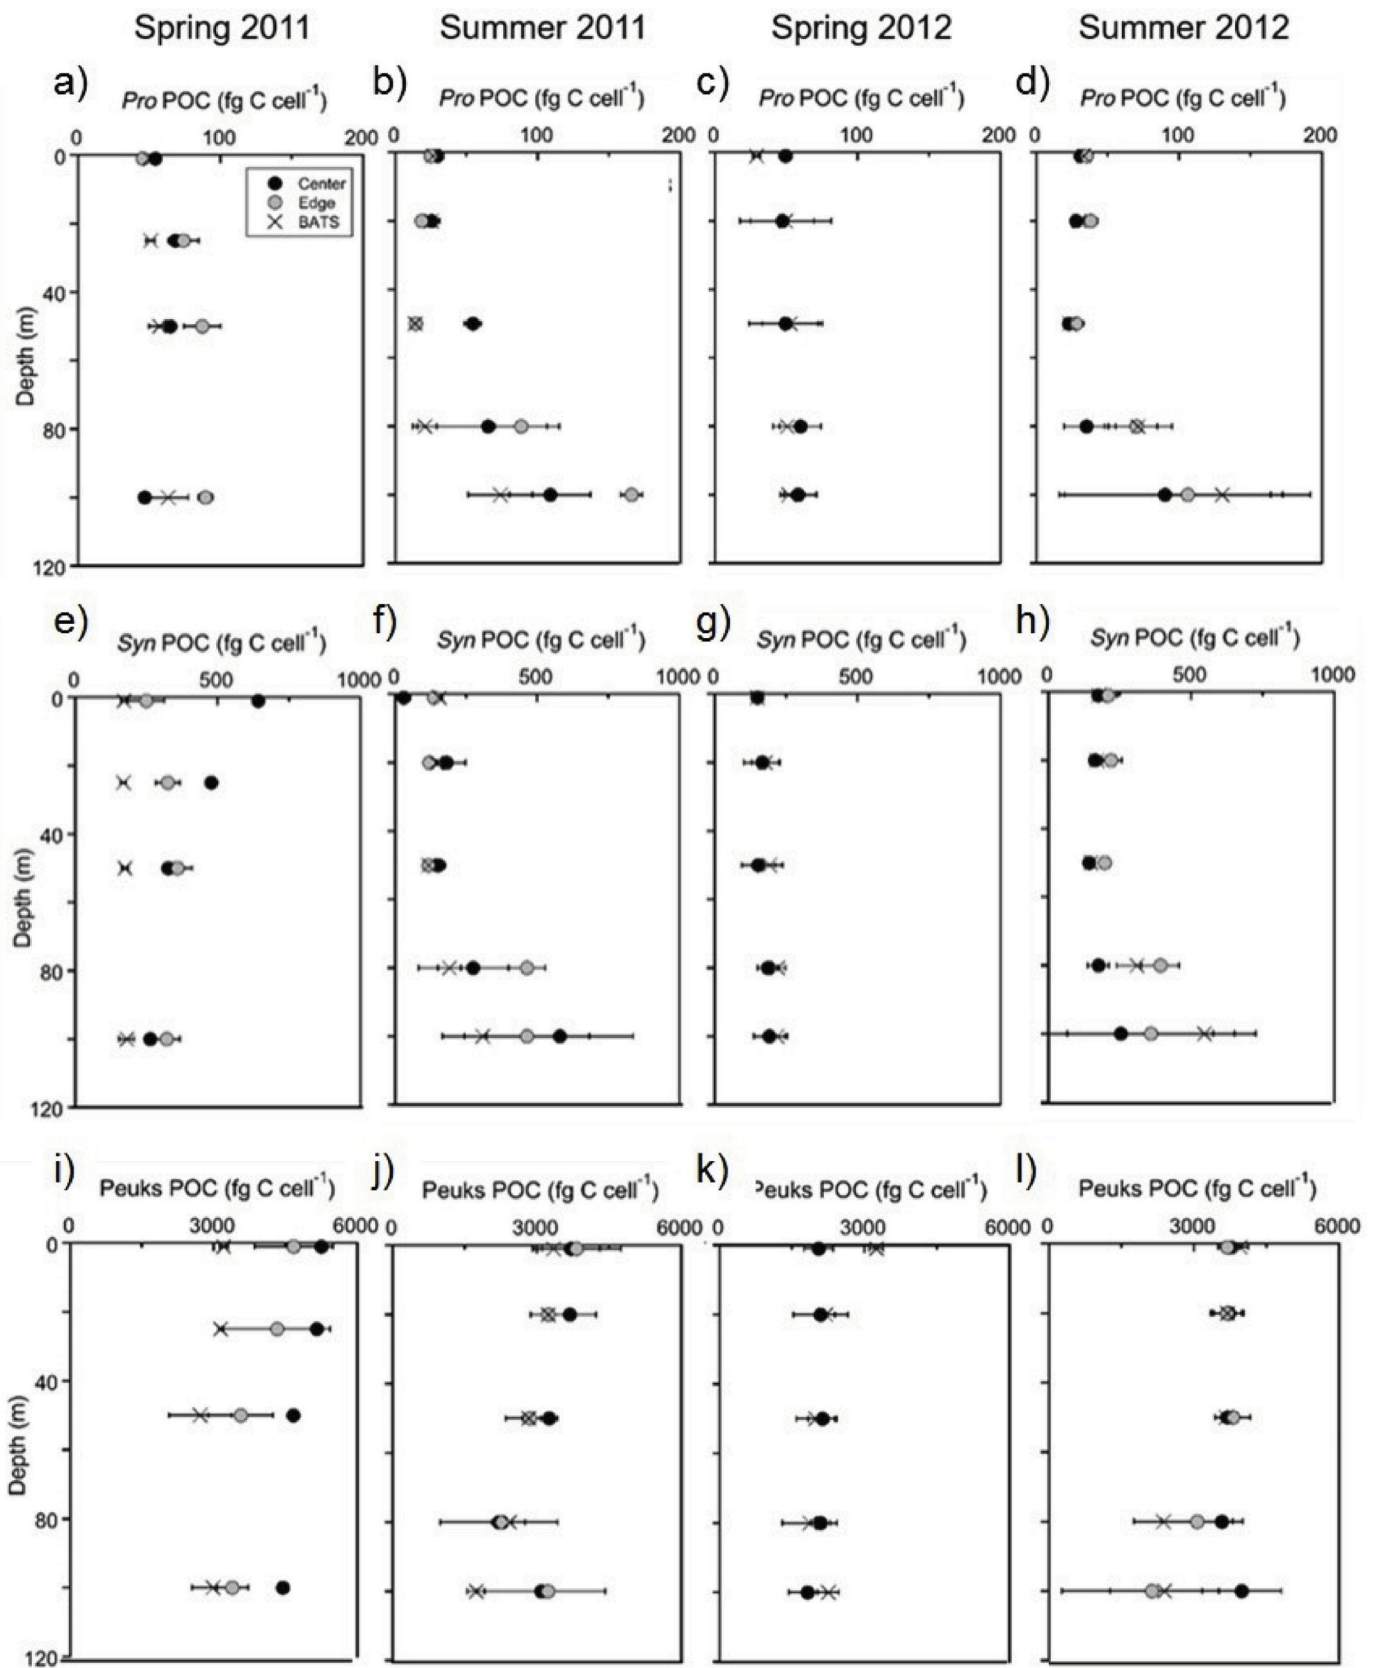 Spring 2011 Summer 2011 Spring 2012 Summer 2012
a) b) c) d)
Pro POC (fg C cell⁻¹) Pro POC (fg C cell⁻¹) Pro POC (fg C cell⁻¹) Pro POC (fg C cell⁻¹)
0 100 200 0 100 200 0 100 200 0 100 200
0
Center
Edge
BATS
40
Depth (m)
80
120
e) f) g) h)
Syn POC (fg C cell⁻¹) Syn POC (fg C cell⁻¹) Syn POC (fg C cell⁻¹) Syn POC (fg C cell⁻¹)
0 500 1000 0 500 1000 0 500 1000 0 500 1000
0
40
Depth (m)
80
120
i) j) k) l)
Peuks POC (fg C cell⁻¹) Peuks POC (fg C cell⁻¹) Peuks POC (fg C cell⁻¹) Peuks POC (fg C cell⁻¹)
0 3000 6000 0 3000 6000 0 3000 6000 0 3000 6000
0
40
Depth (m)
80
120